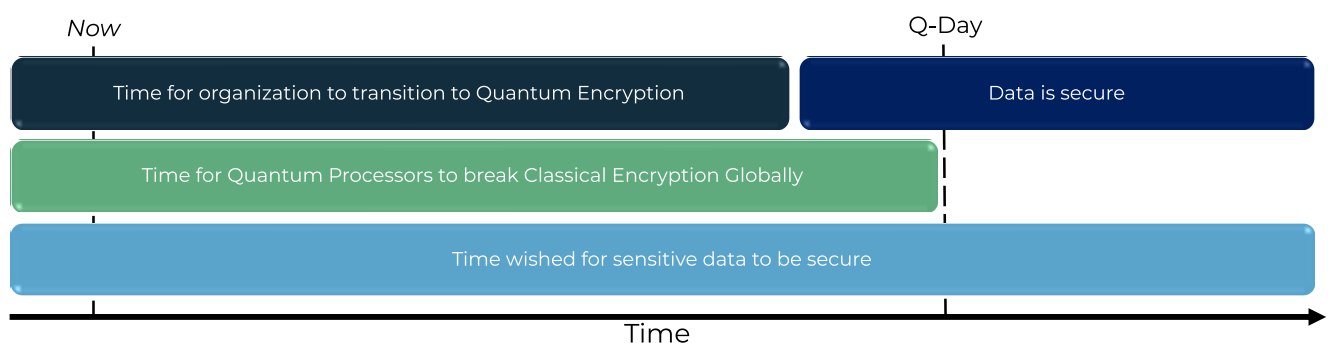 Now
Q-Day
Time for organization to transition to Quantum Encryption
Data is secure
Time for Quantum Processors to break Classical Encryption Globally
Time wished for sensitive data to be secure
Time